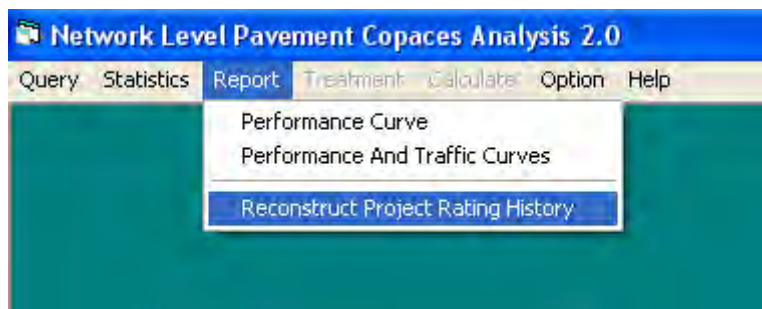 Network Level Pavement Copaces Analysis 2.0
Query Statistics Report Treatment Calculate Option Help
Performance Curve
Performance And Traffic Curves
Reconstruct Project Rating History